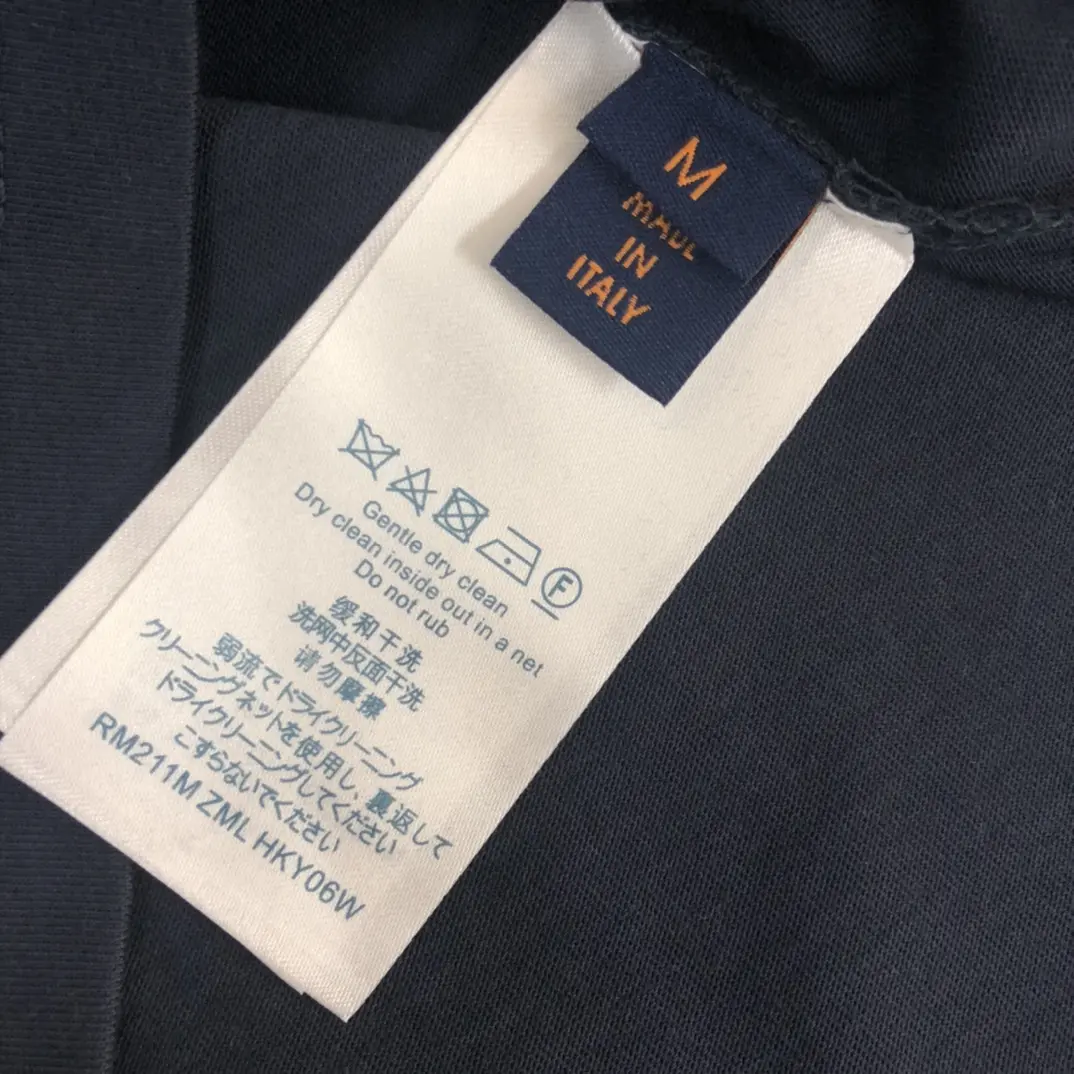 M
MADE
IN
ITALY
F
Gentle dry clean
Dry clean inside out in a net
Do not rub
缓和干洗
洗网中反面干洗
请勿摩擦
弱流でドライクリーニング
クリーニングネットを使用し、裏返して
ドライクリーニングしてください
こすらないでください
RM211M ZML HKY06W